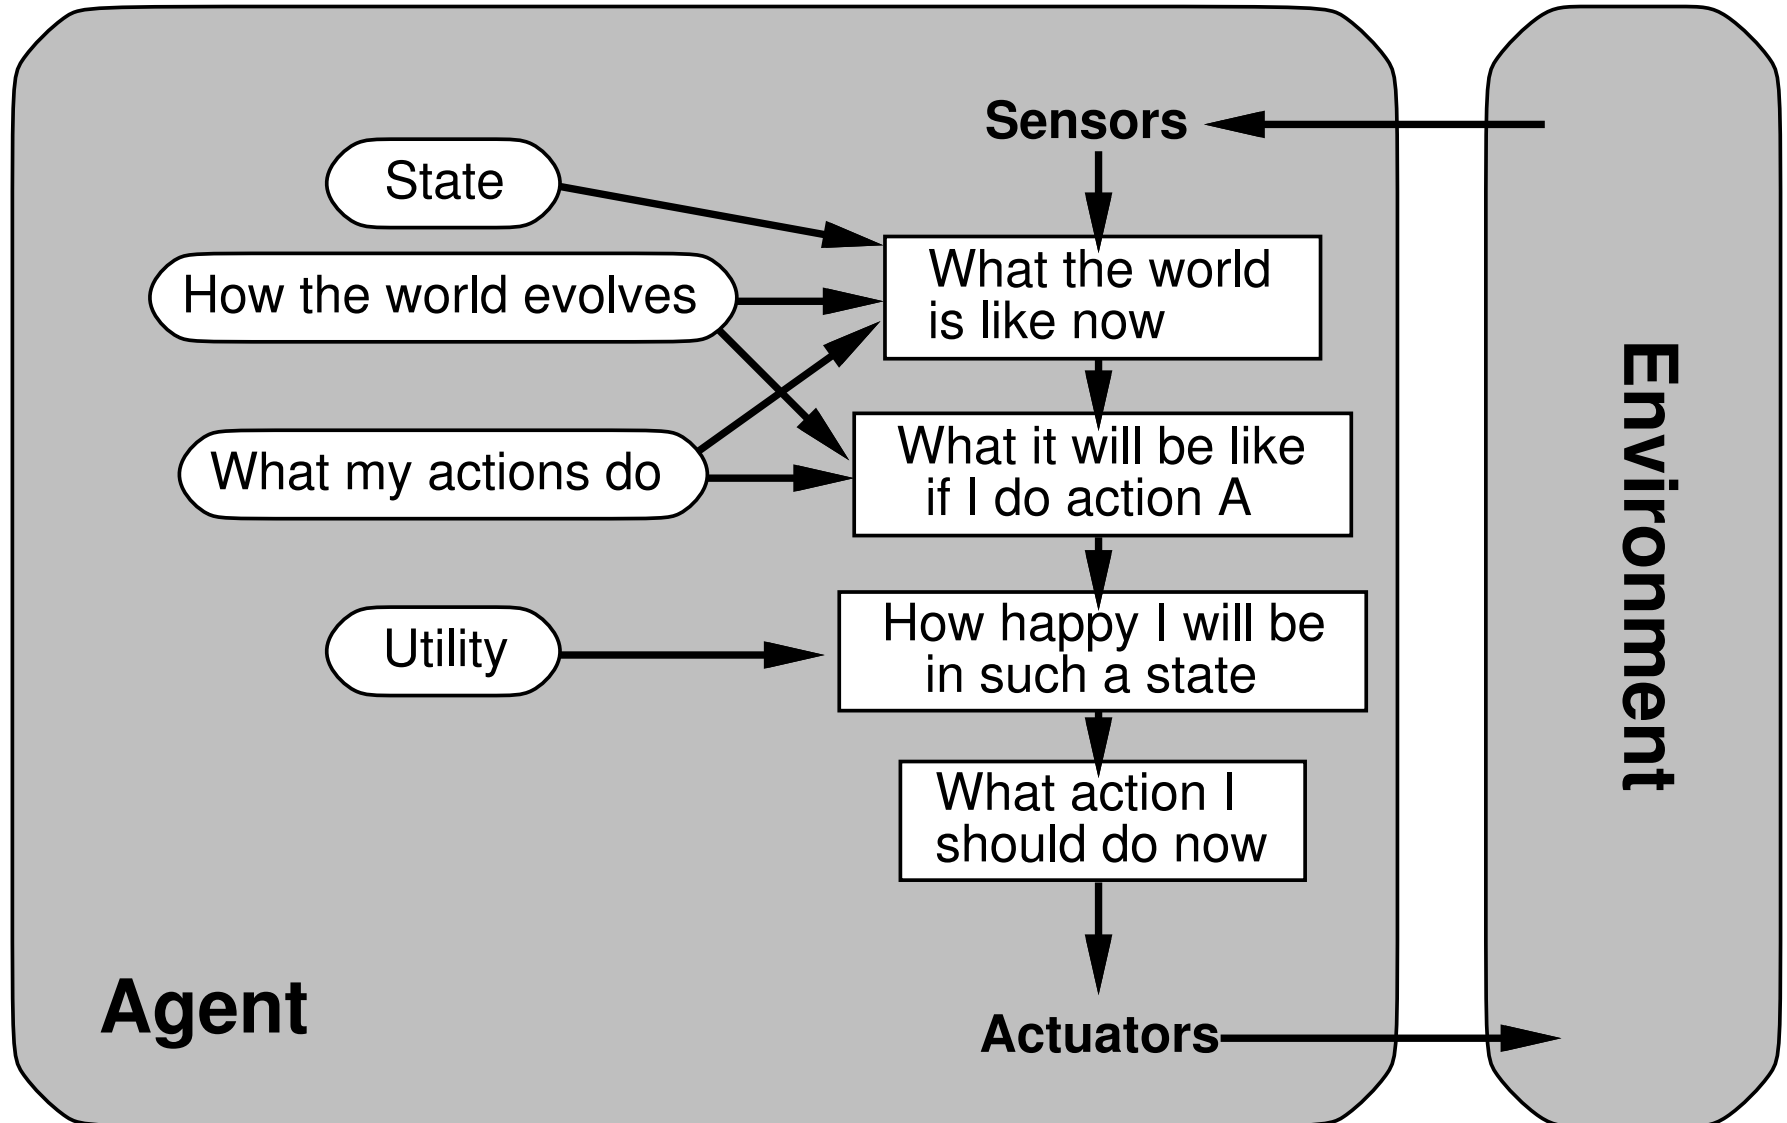 Sensors
State
What the world
is like now
How the world evolves
What my actions do
What it will be like
if I do action A
Utility
How happy I will be
in such a state
What action I
should do now
Agent
Actuators
Environment